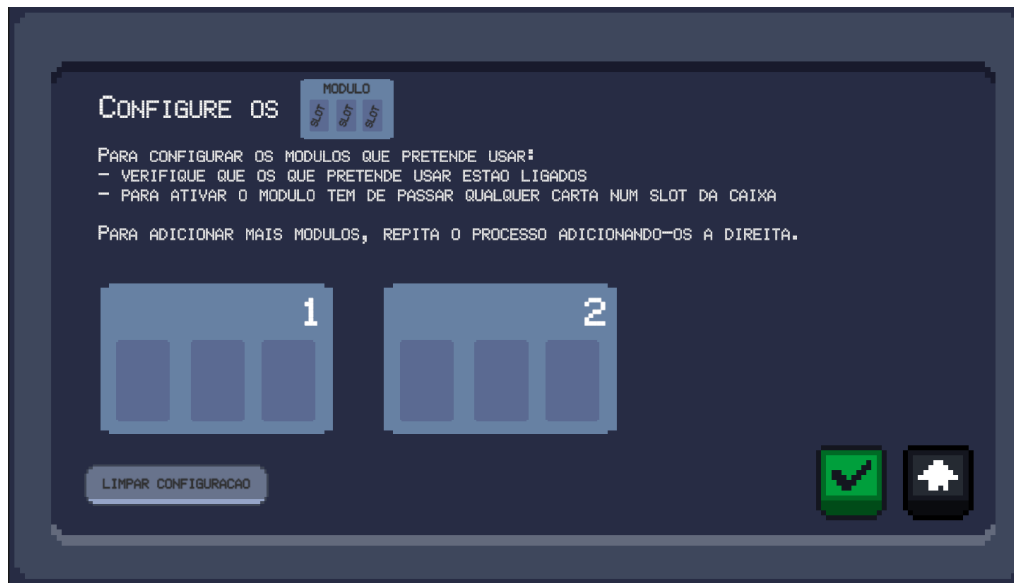 CONFIGURE OS
MODULO
SLOT SLOT SLOT
PARA CONFIGURAR OS MODULOS QUE PRETENDE USAR:
- VERIFIQUE QUE OS QUE PRETENDE USAR ESTAO LIGADOS
- PARA ATIVAR O MODULO TEM DE PASSAR QUALQUER CARTA NUM SLOT DA CAIXA
PARA ADICIONAR MAIS MODULOS, REPITA O PROCESSO ADICIONANDO-OS A DIREITA.
1
2
LIMPAR CONFIGURACAO